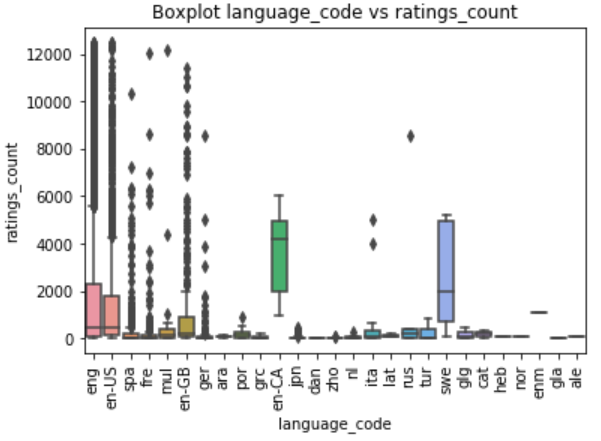 Boxplot language_code vs ratings_count
12000
10000
8000
6000
4000
2000
0
ratings_count
eng
en-US
spa
fre
mul
en-GB
ger
ara
por
grc
en-CA
jpn
dan
zho
nl
ita
lat
rus
tur
swe
glg
cat
heb
nor
enm
gla
ale
language_code